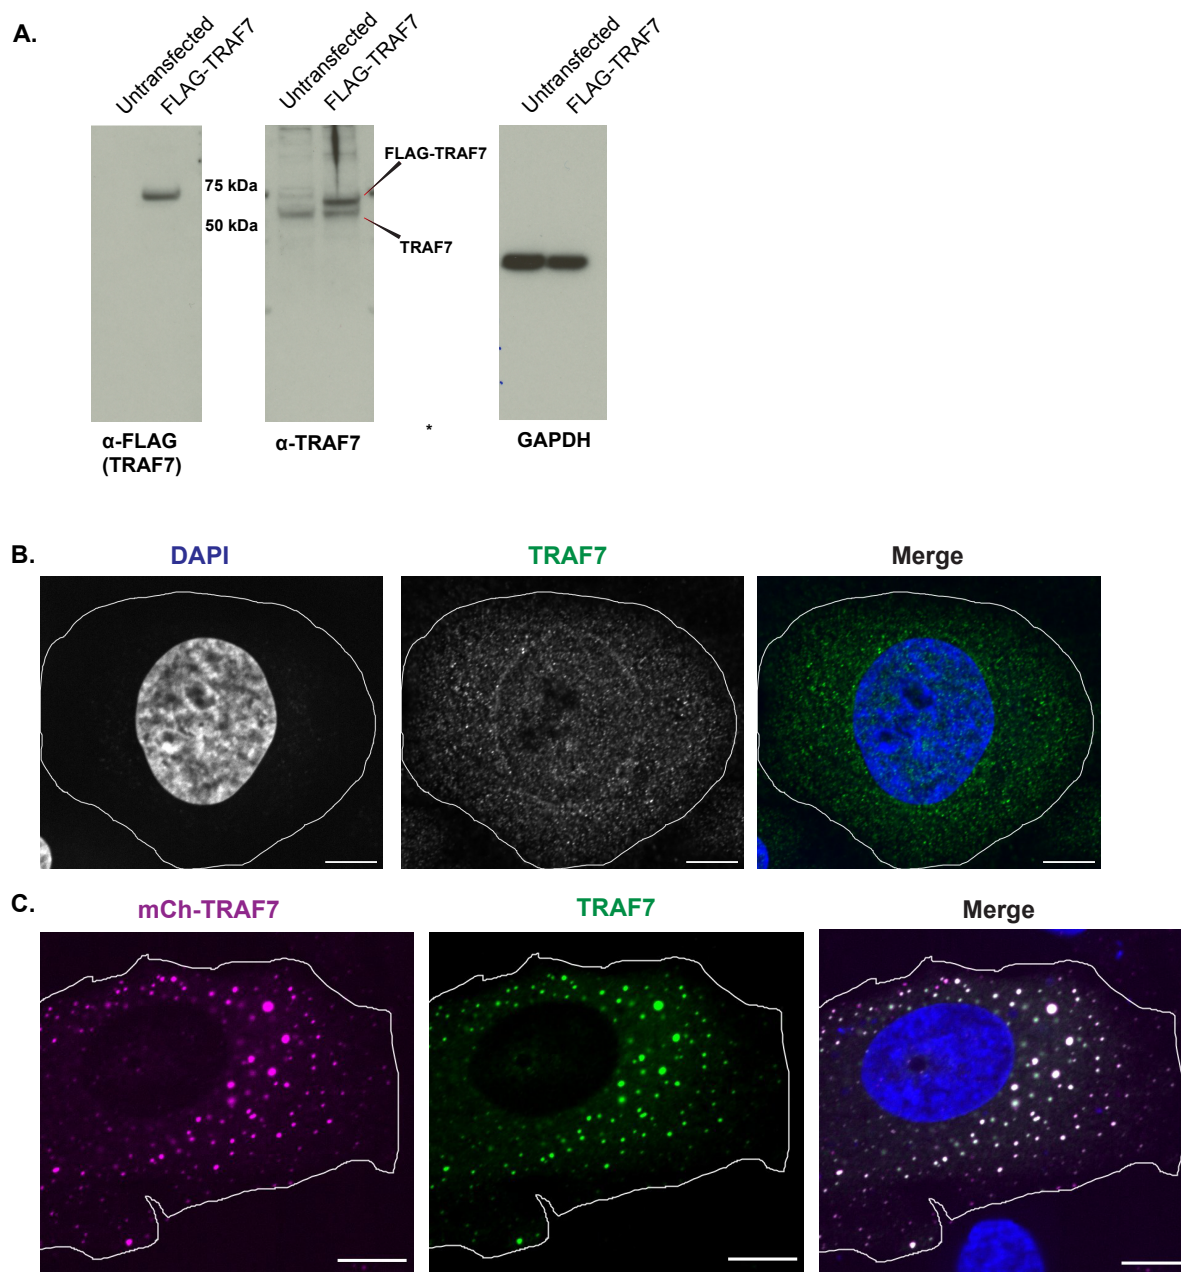 A.
Untransfected
FLAG-TRAF7
Untransfected
FLAG-TRAF7
Untransfected
FLAG-TRAF7
FLAG-TRAF7
75 kDa
50 kDa
TRAF7
α-FLAG
(TRAF7)
α-TRAF7
*
GAPDH
B.
DAPI
TRAF7
Merge
C.
mCh-TRAF7
TRAF7
Merge